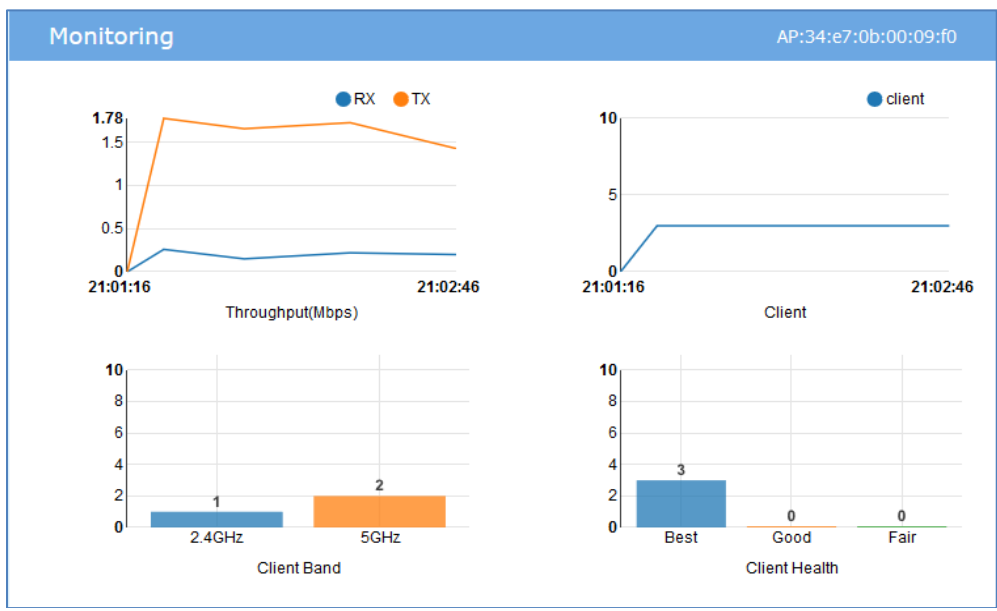 Monitoring
AP:34:e7:0b:00:09:f0
RX TX
1.78
1.5
1
0.5
0
21:01:16 21:02:46
Throughput(Mbps)
client
10
5
0
21:01:16 21:02:46
Client
10
8
6
4
2
0
1
2
2.4GHz 5GHz
Client Band
10
8
6
4
2
0
3
0
0
Best Good Fair
Client Health